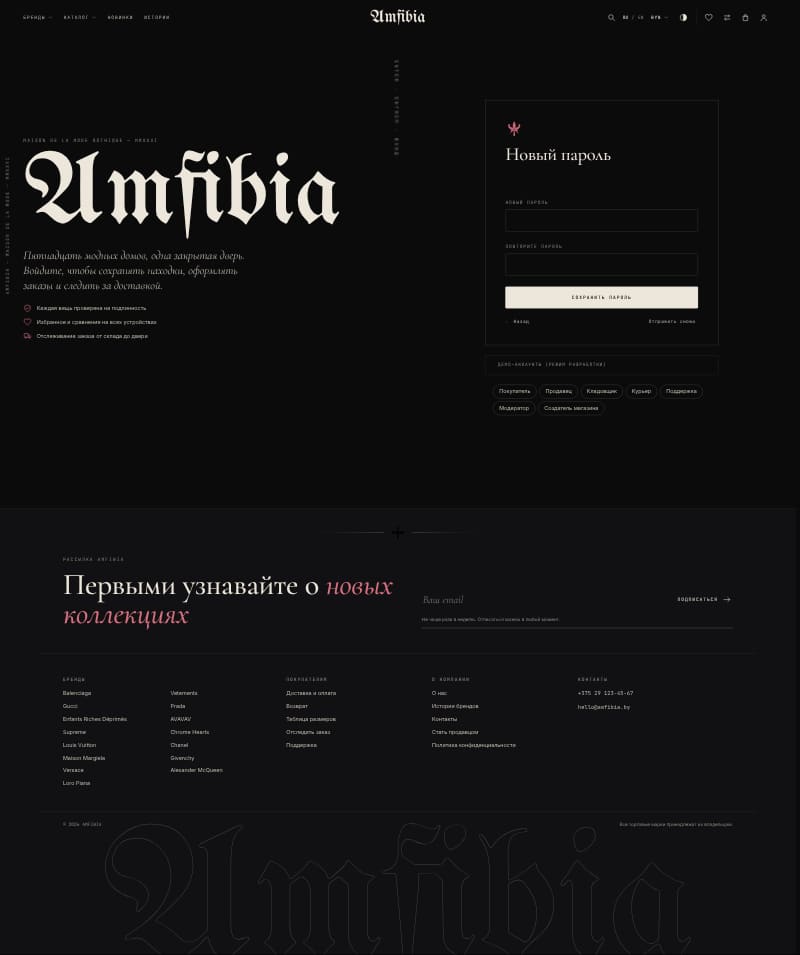 БРЕНДЫ КАТАЛОГ НОВИНКИ ИСТОРИИ
Amfibia
RU / EN BYN
MAISON DE LA MODE GOTHIQUE — MMXXVI
Amfibia
Пятнадцать модных домов, одна закрытая дверь.
Войдите, чтобы сохранять находки, оформлять
заказы и следить за доставкой.
Каждая вещь проверена на подлинность
Избранное и сравнение на всех устройствах
Отслеживание заказа от склада до двери
Новый пароль
НОВЫЙ ПАРОЛЬ
ПОВТОРИТЕ ПАРОЛЬ
СОХРАНИТЬ ПАРОЛЬ
Назад
Отправить снова
ДЕМО-АККАУНТЫ (РЕЖИМ РАЗРАБОТКИ)
Покупатель Продавец Кладовщик Курьер Поддержка
Модератор Создатель магазина
РАССЫЛКА AMFIBIA
Первыми узнавайте о новых
коллекциях
Ваш email
ПОДПИСАТЬСЯ
Не чаще раза в неделю. Отписаться можно в любой момент.
БРЕНДЫ
Balenciaga
Gucci
Enfants Riches Déprimés
Supreme
Louis Vuitton
Maison Margiela
Versace
Loro Piana
Vetements
Prada
AVAVAV
Chrome Hearts
Chanel
Givenchy
Alexander McQueen
ПОКУПАТЕЛЯМ
Доставка и оплата
Возврат
Таблица размеров
Отследить заказ
Поддержка
О КОМПАНИИ
О нас
Истории брендов
Контакты
Стать продавцом
Политика конфиденциальности
КОНТАКТЫ
+375 29 123-45-67
hello@amfibia.by
© 2026 AMFIBIA
Все торговые марки принадлежат их владельцам.
Amfibia